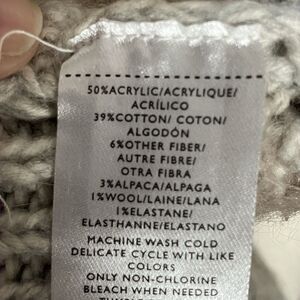 50%ACRYLIC/ACRYLIQUE/
ACRÍLICO
39%COTTON/ COTON/
ALGODÓN
6%OTHER FIBER/
AUTRE FIBRE/
OTRA FIBRA
3%ALPACA/ALPAGA
1%WOOL/LAINE/LANA
1%ELASTANE/
ELASTHANNE/ELASTANO
MACHINE WASH COLD
DELICATE CYCLE WITH LIKE
COLORS
ONLY NON-CHLORINE
BLEACH WHEN NEEDED